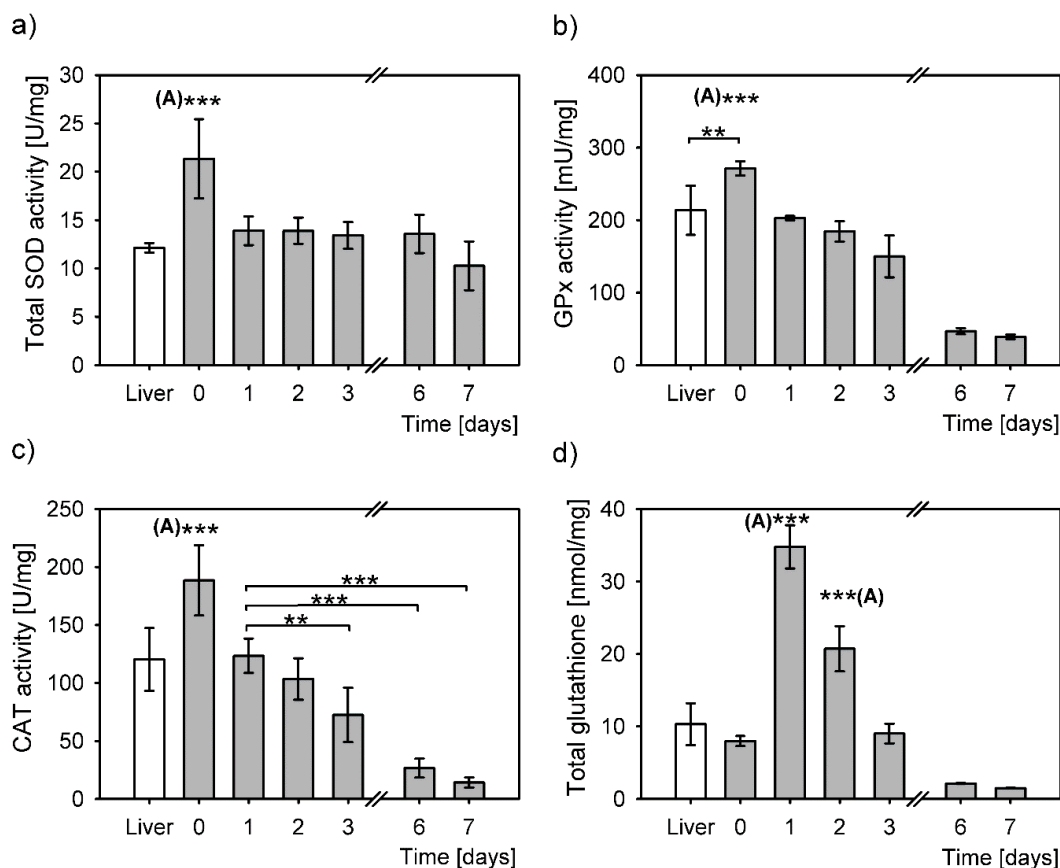 a)
Total SOD activity [U/mg]
30
25
20
15
10
5
0
(A)***
Liver 0 1 2 3 6 7
Time [days]
b)
GPx activity [mU/mg]
400
300
200
100
0
(A)***
**
Liver 0 1 2 3 6 7
Time [days]
c)
CAT activity [U/mg]
250
200
150
100
50
0
(A)***
***
***
**
Liver 0 1 2 3 6 7
Time [days]
d)
Total glutathione [nmol/mg]
40
30
20
10
0
(A)***
***(A)
Liver 0 1 2 3 6 7
Time [days]